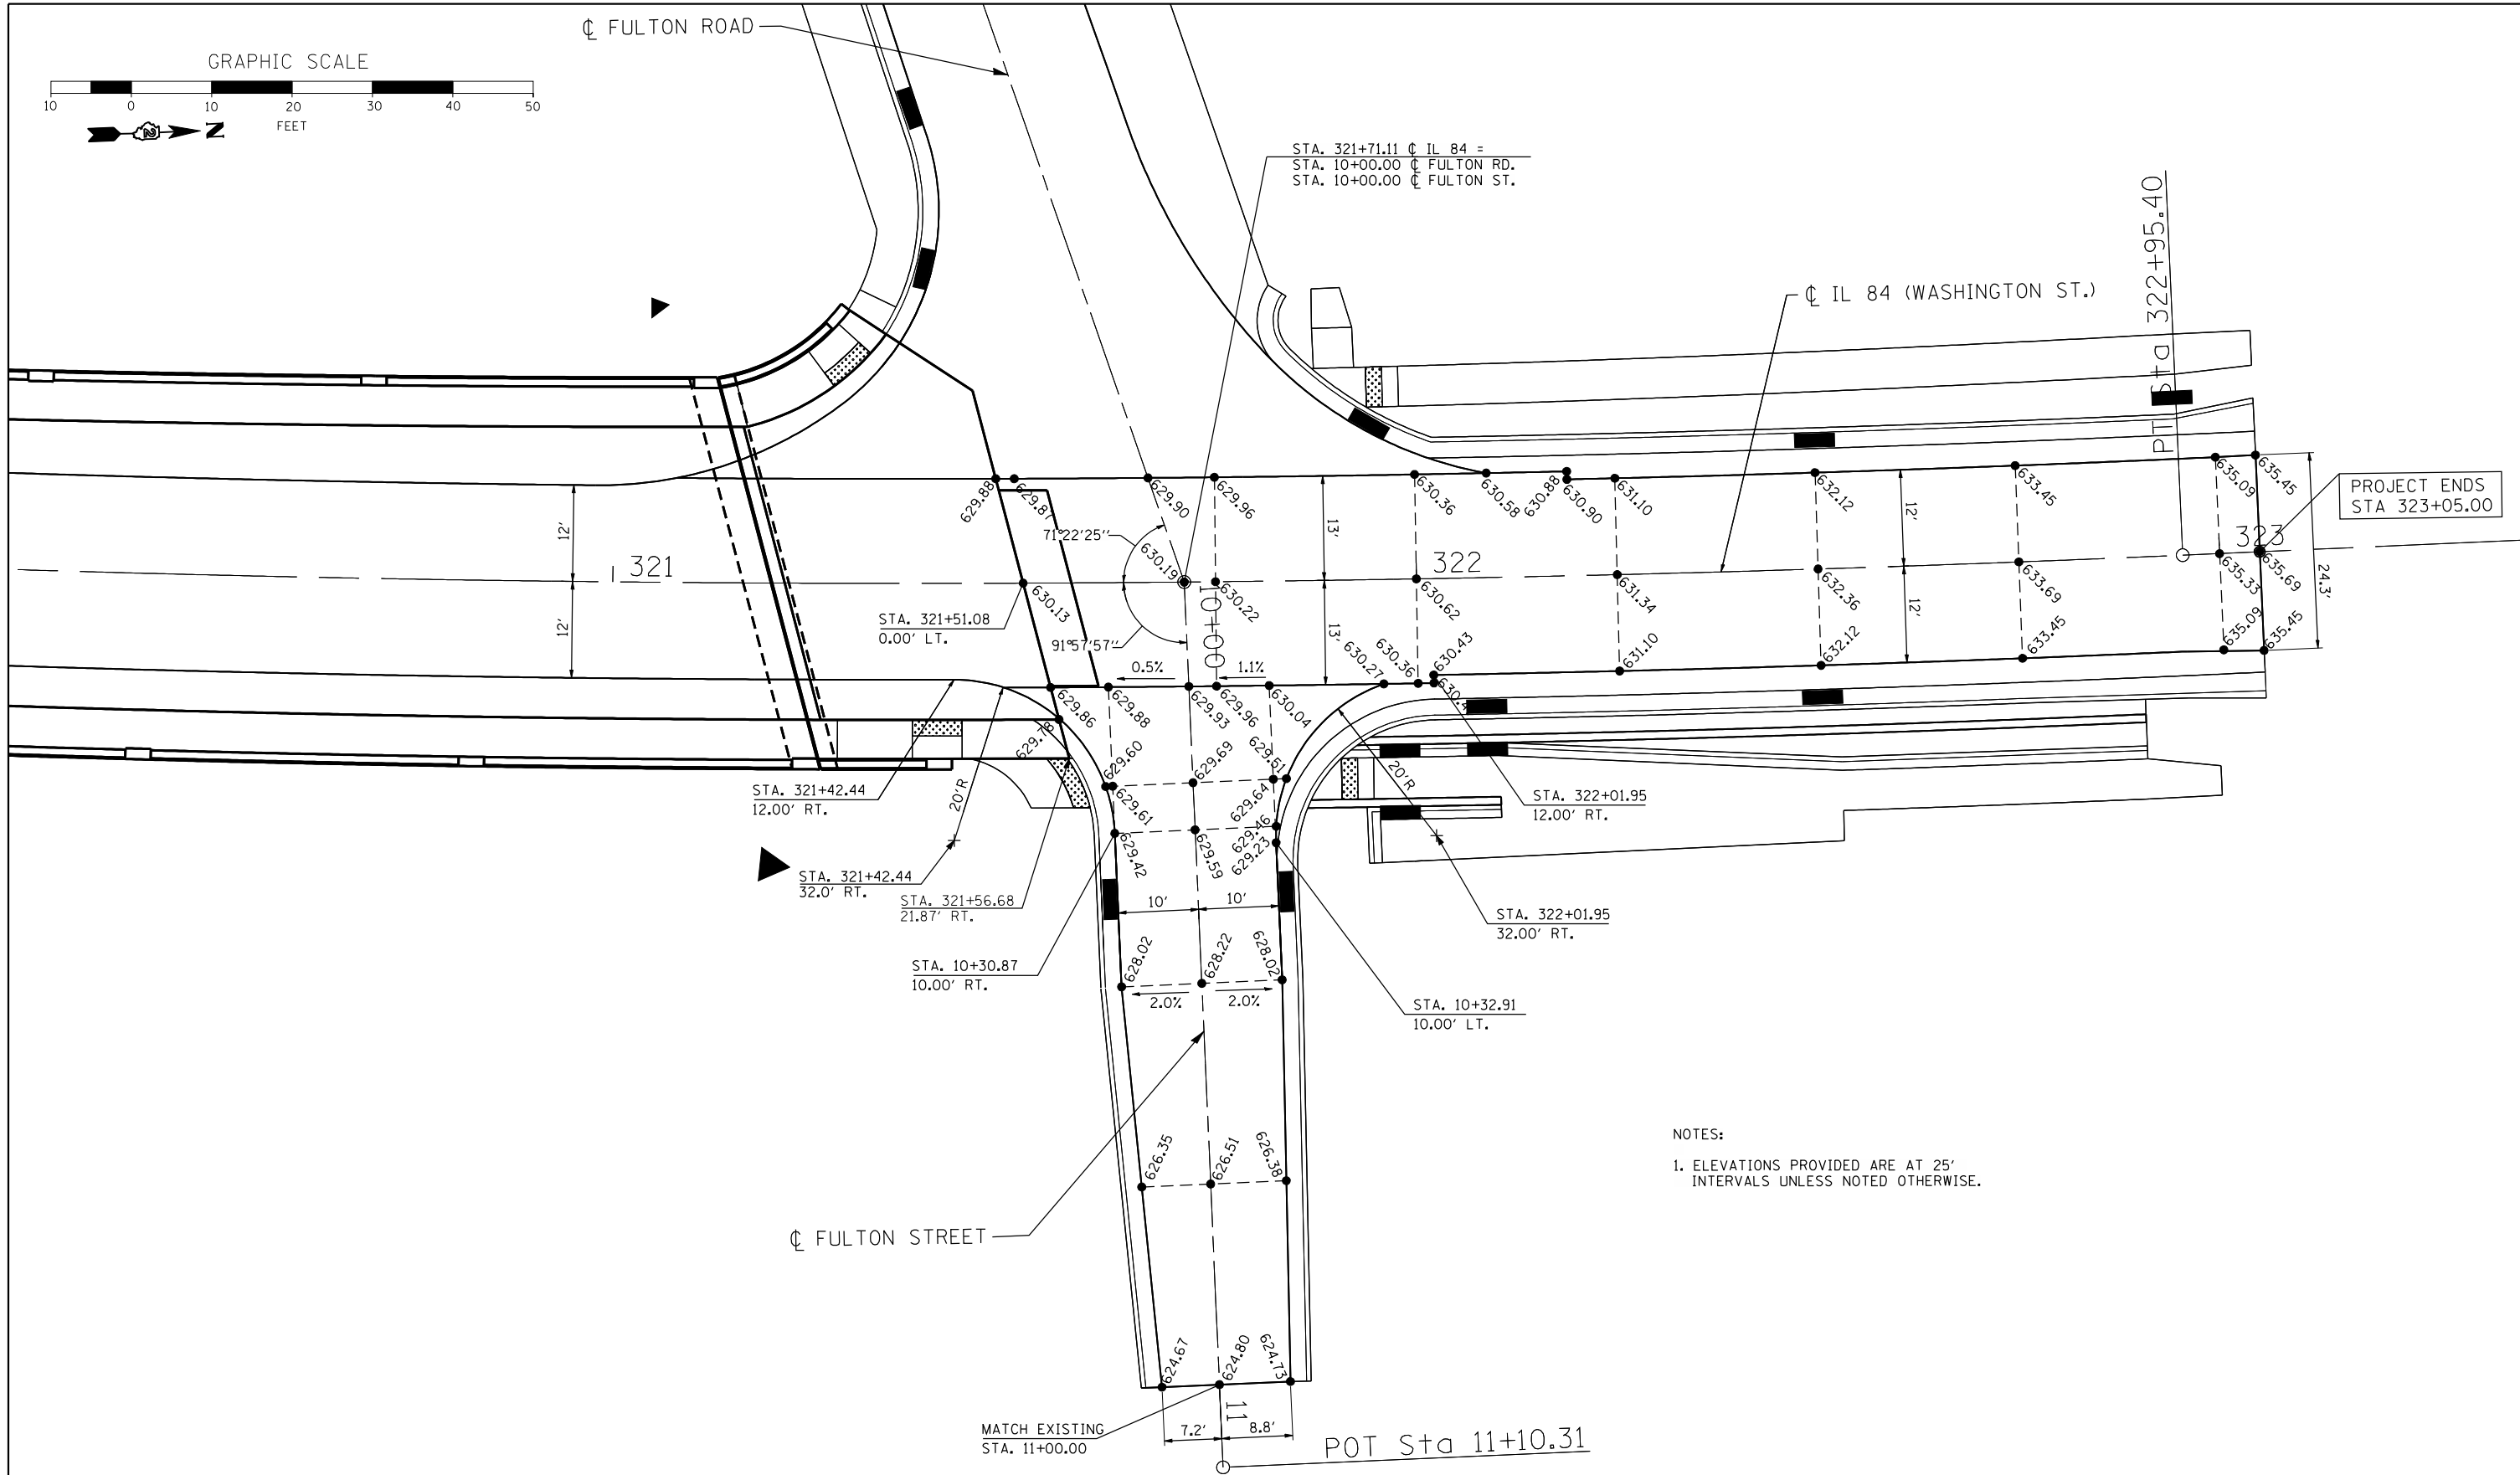 ℄ FULTON ROAD
GRAPHIC SCALE
10 0 10 20 30 40 50
FEET
N
STA. 321+71.11 ℄ IL 84 =
STA. 10+00.00 ℄ FULTON RD.
STA. 10+00.00 ℄ FULTON ST.
PT Sta 322+95.40
℄ IL 84 (WASHINGTON ST.)
PROJECT ENDS
STA 323+05.00
629.88
629.87
629.90
629.96
630.36
630.58
630.88
630.90
631.10
632.12
633.45
635.09
635.45
12'
12'
13'
13'
12'
12'
24.3'
321
322
323
71°22'25''
91°57'57''
630.19
10+00
630.13
630.22
630.62
631.34
632.36
633.69
635.33
635.69
STA. 321+51.08
0.00' LT.
0.5%
1.1%
630.27
630.36
630.43
631.10
632.12
633.45
635.09
635.45
629.86
629.88
629.93
629.96
630.04
629.78
629.60
629.69
629.51
629.61
629.64
629.46
629.23
629.42
629.59
20'R
20'R
STA. 321+42.44
12.00' RT.
STA. 322+01.95
12.00' RT.
STA. 321+42.44
32.0' RT.
STA. 321+56.68
21.87' RT.
10'
10'
STA. 322+01.95
32.00' RT.
STA. 10+30.87
10.00' RT.
628.02
628.22
628.02
2.0%
2.0%
STA. 10+32.91
10.00' LT.
NOTES:
1. ELEVATIONS PROVIDED ARE AT 25'
INTERVALS UNLESS NOTED OTHERWISE.
626.35
626.51
626.38
℄ FULTON STREET
624.67
624.80
624.73
MATCH EXISTING
STA. 11+00.00
11
7.2'
8.8'
POT Sta 11+10.31